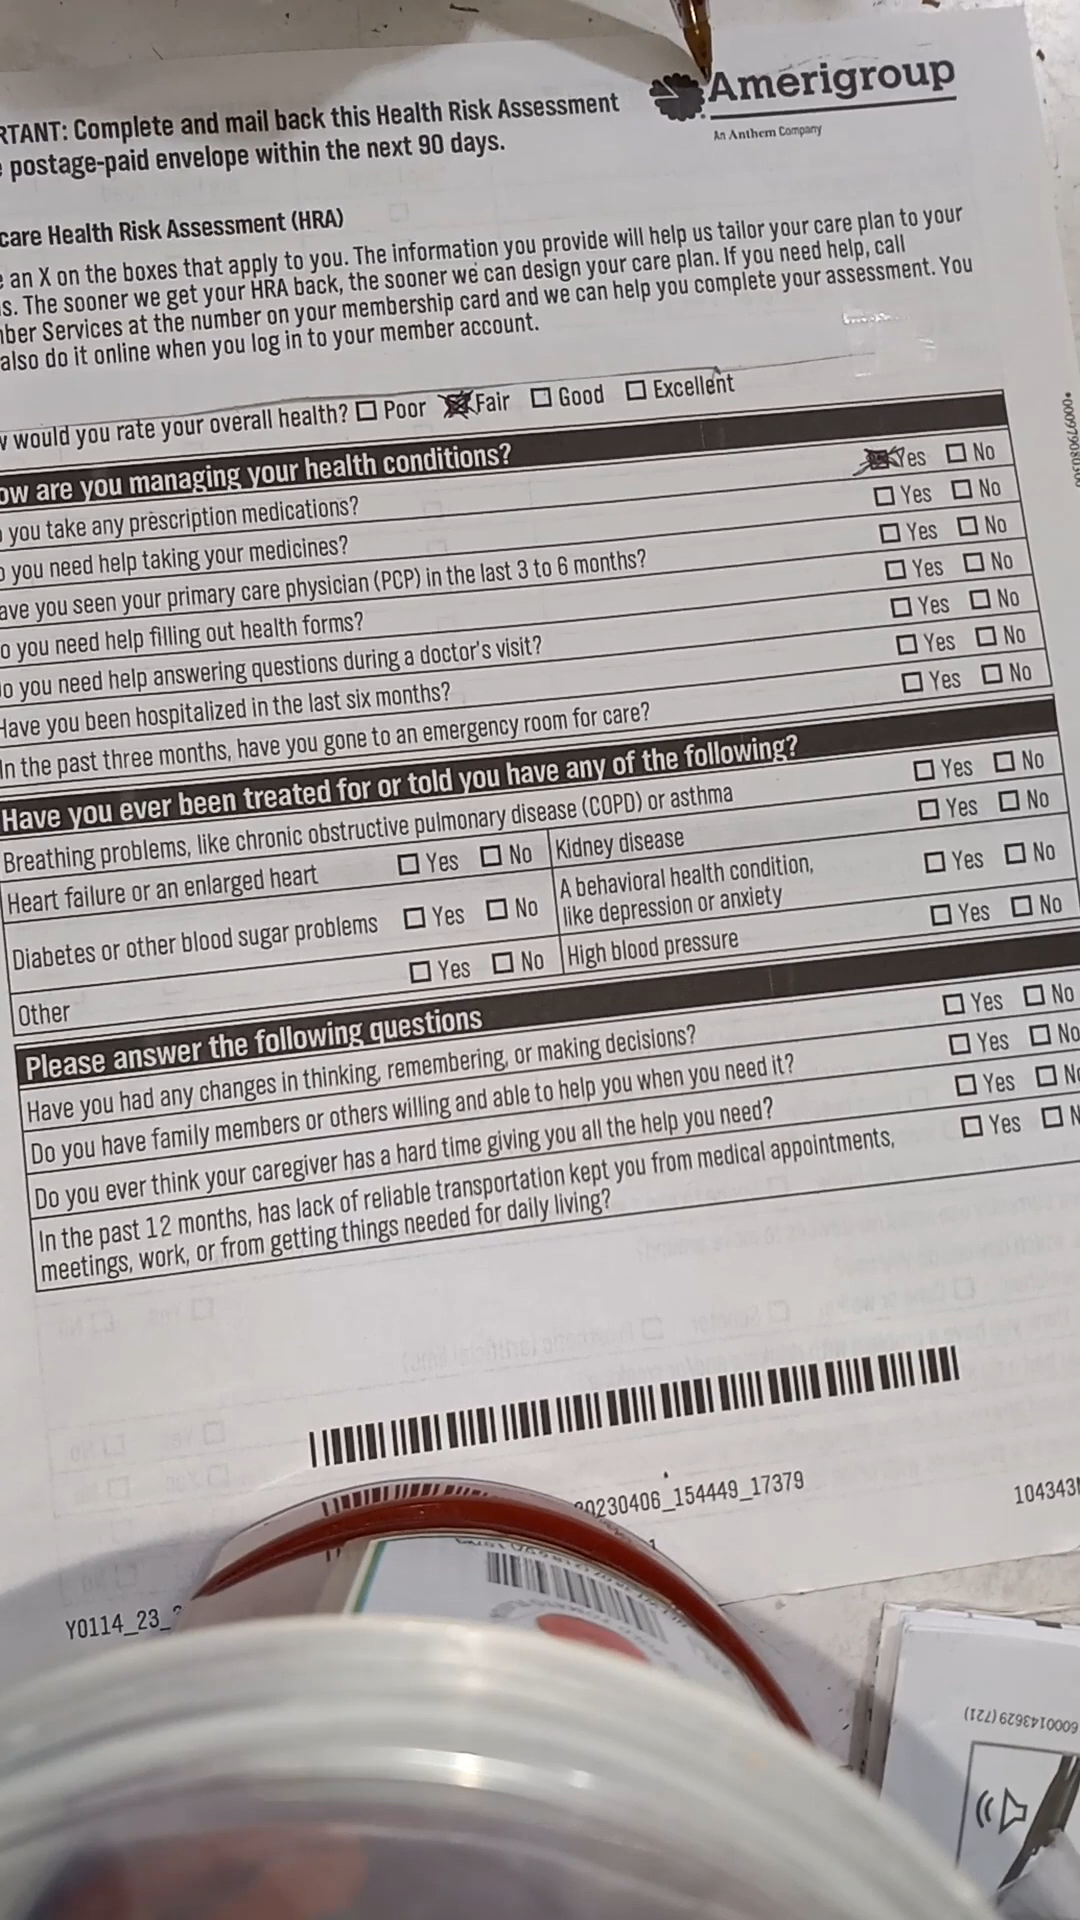 Amerigroup
An Anthem Company
RTANT: Complete and mail back this Health Risk Assessment
postage-paid envelope within the next 90 days.
care Health Risk Assessment (HRA)
an X on the boxes that apply to you. The information you provide will help us tailor your care plan to your
s. The sooner we get your HRA back, the sooner we can design your care plan. If you need help, call
ber Services at the number on your membership card and we can help you complete your assessment. You
also do it online when you log in to your member account.
would you rate your overall health? Poor Fair Good Excellent
ow are you managing your health conditions?
you take any prescription medications? Yes No
o you need help taking your medicines? Yes No
ave you seen your primary care physician (PCP) in the last 3 to 6 months? Yes No
o you need help filling out health forms? Yes No
o you need help answering questions during a doctor's visit? Yes No
Have you been hospitalized in the last six months? Yes No
In the past three months, have you gone to an emergency room for care? Yes No
Have you ever been treated for or told you have any of the following?
Breathing problems, like chronic obstructive pulmonary disease (COPD) or asthma Yes No
Heart failure or an enlarged heart Yes No Kidney disease Yes No
Diabetes or other blood sugar problems Yes No A behavioral health condition,
like depression or anxiety Yes No
Other Yes No High blood pressure Yes No
Please answer the following questions
Have you had any changes in thinking, remembering, or making decisions? Yes No
Do you have family members or others willing and able to help you when you need it? Yes No
Do you ever think your caregiver has a hard time giving you all the help you need? Yes N
In the past 12 months, has lack of reliable transportation kept you from medical appointments,
meetings, work, or from getting things needed for daily living? Yes N
0230406_154449_17379
104343
Y0114_23_
6000143629 (721)